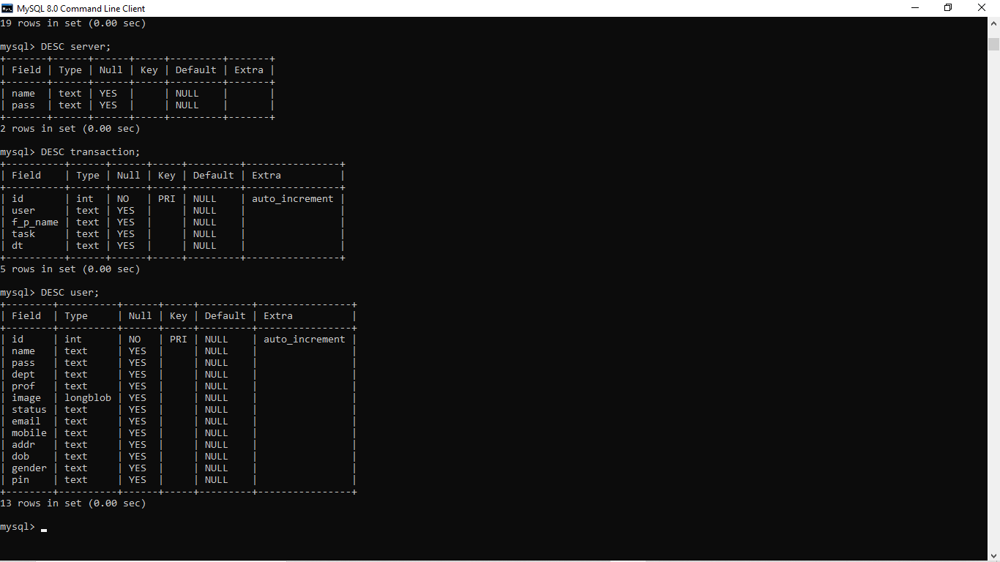 MySQL 8.0 Command Line Client
19 rows in set (0.00 sec)
mysql> DESC server;
+-------+------+------+-----+---------+-------+
| Field | Type | Null | Key | Default | Extra |
+-------+------+------+-----+---------+-------+
| name  | text | YES  |     | NULL    |       |
| pass  | text | YES  |     | NULL    |       |
+-------+------+------+-----+---------+-------+
2 rows in set (0.00 sec)
mysql> DESC transaction;
+----------+------+------+-----+---------+----------------+
| Field    | Type | Null | Key | Default | Extra          |
+----------+------+------+-----+---------+----------------+
| id       | int  | NO   | PRI | NULL    | auto_increment |
| user     | text | YES  |     | NULL    |                |
| f_p_name | text | YES  |     | NULL    |                |
| task     | text | YES  |     | NULL    |                |
| dt       | text | YES  |     | NULL    |                |
+----------+------+------+-----+---------+----------------+
5 rows in set (0.00 sec)
mysql> DESC user;
+--------+----------+------+-----+---------+----------------+
| Field  | Type     | Null | Key | Default | Extra          |
+--------+----------+------+-----+---------+----------------+
| id     | int      | NO   | PRI | NULL    | auto_increment |
| name   | text     | YES  |     | NULL    |                |
| pass   | text     | YES  |     | NULL    |                |
| dept   | text     | YES  |     | NULL    |                |
| prof   | text     | YES  |     | NULL    |                |
| image  | longblob | YES  |     | NULL    |                |
| status | text     | YES  |     | NULL    |                |
| email  | text     | YES  |     | NULL    |                |
| mobile | text     | YES  |     | NULL    |                |
| addr   | text     | YES  |     | NULL    |                |
| dob    | text     | YES  |     | NULL    |                |
| gender | text     | YES  |     | NULL    |                |
| pin    | text     | YES  |     | NULL    |                |
+--------+----------+------+-----+---------+----------------+
13 rows in set (0.00 sec)
mysql> _